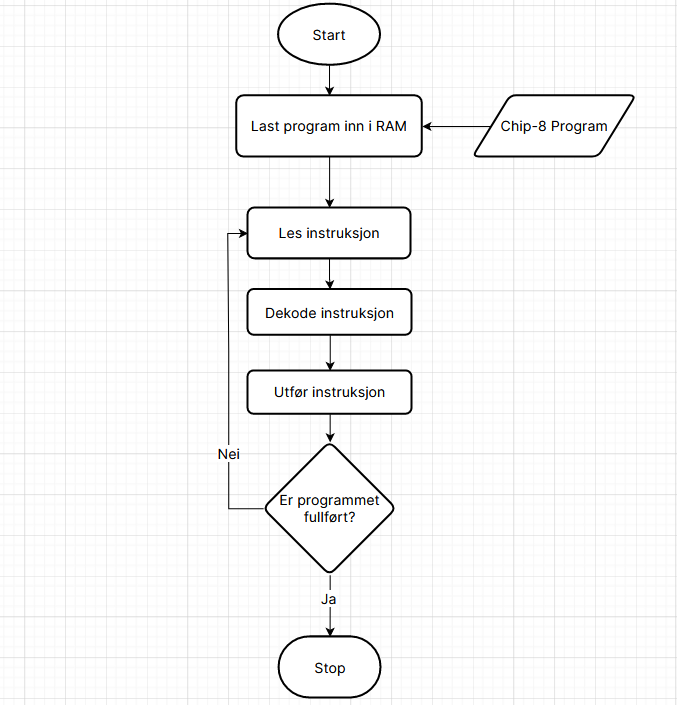 Start
Last program inn i RAM
Chip-8 Program
Les instruksjon
Dekode instruksjon
Utfør instruksjon
Nei
Er programmet
fullført?
Ja
Stop